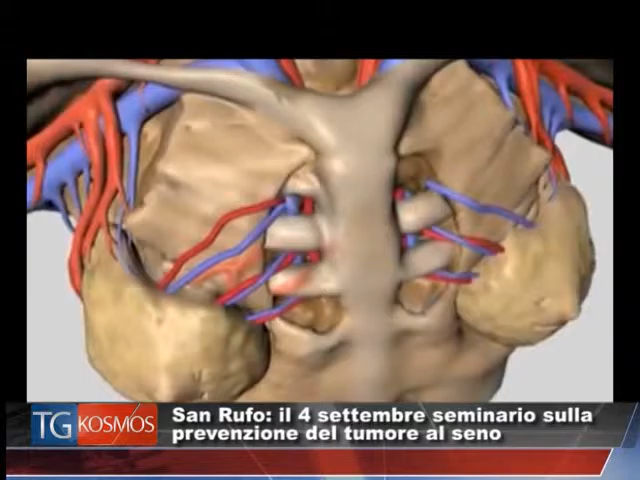 TG KOSMOS
San Rufo: il 4 settembre seminario sulla
prevenzione del tumore al seno